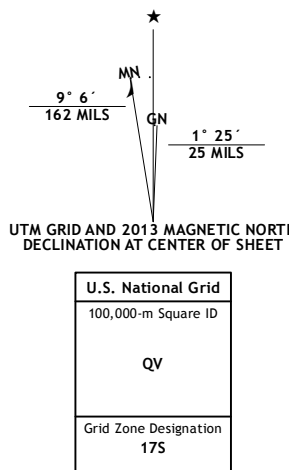 ★
MN
GN
9° 6´
162 MILS
1° 25´
25 MILS
UTM GRID AND 2013 MAGNETIC NORTH
DECLINATION AT CENTER OF SHEET
U.S. National Grid
100,000-m Square ID
QV
Grid Zone Designation
17S